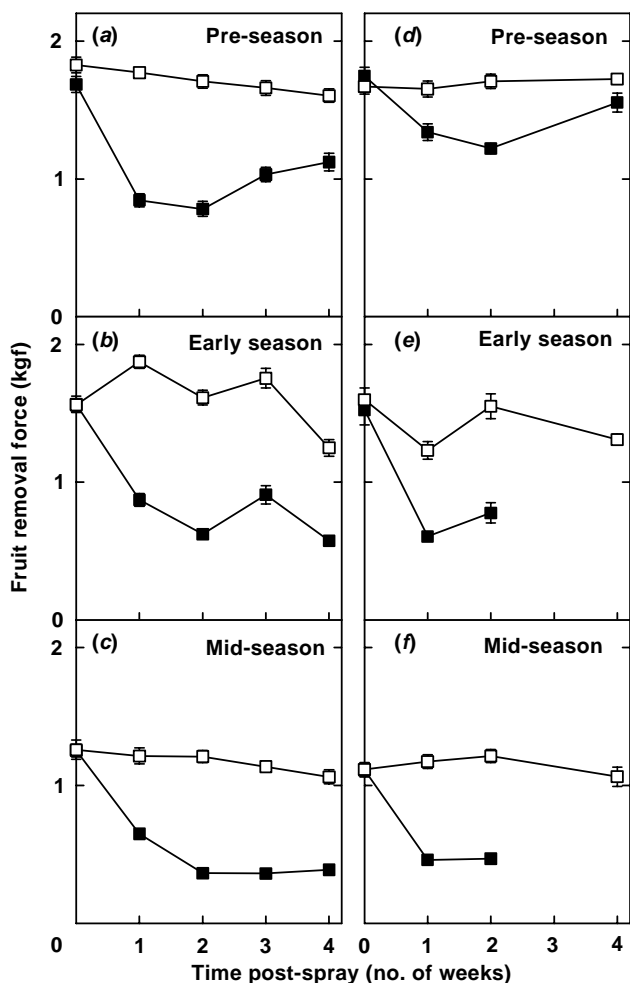 (a) Pre-season
(d) Pre-season
2
1
0
(b) Early season
(e) Early season
2
1
0
(c) Mid-season
(f) Mid-season
2
1
0 1 2 3 4
0 1 2 3 4
Fruit removal force (kgf)
Time post-spray (no. of weeks)